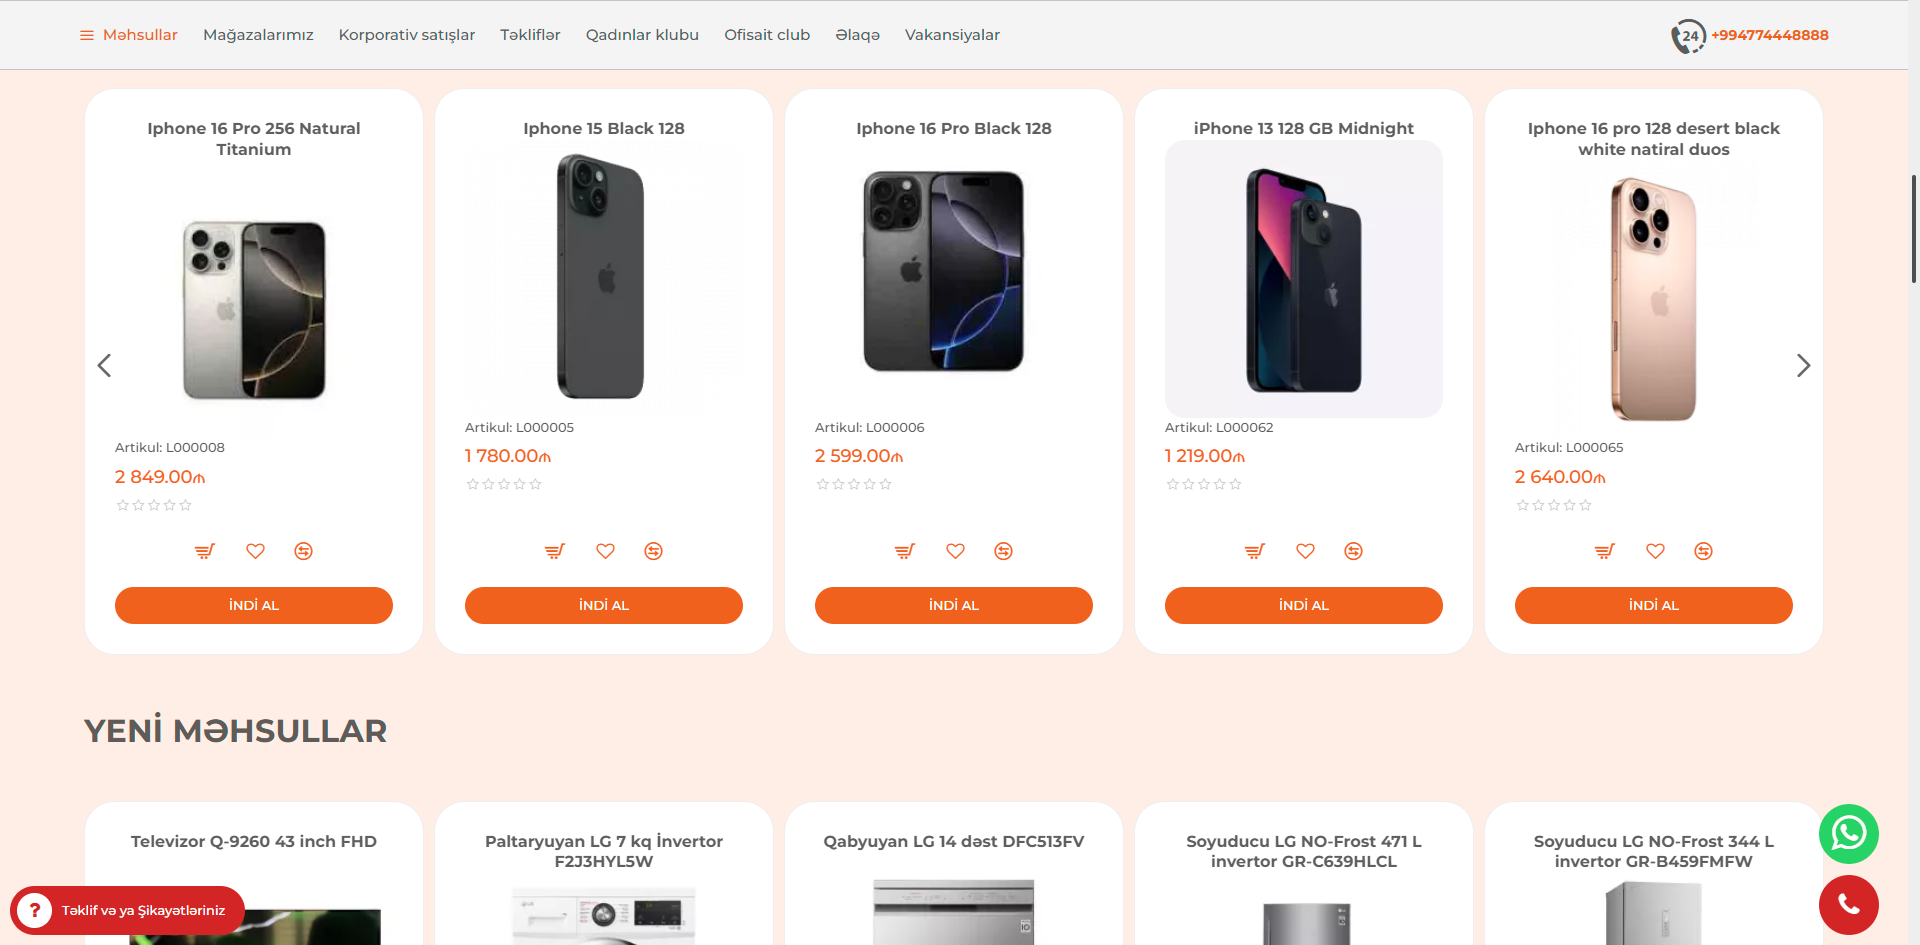 Məhsullar Mağazalarımız Korporativ satışlar Təkliflər Qadınlar klubu Ofisait club Əlaqə Vakansiyalar 24 +994774448888
Iphone 16 Pro 256 Natural
Titanium
Artikul: L000008
2 849.00₼
İNDİ AL
Iphone 15 Black 128
Artikul: L000005
1 780.00₼
İNDİ AL
Iphone 16 Pro Black 128
Artikul: L000006
2 599.00₼
İNDİ AL
iPhone 13 128 GB Midnight
Artikul: L000062
1 219.00₼
İNDİ AL
Iphone 16 pro 128 desert black
white natiral duos
Artikul: L000065
2 640.00₼
İNDİ AL
YENİ MƏHSULLAR
Televizor Q-9260 43 inch FHD
Paltaryuyan LG 7 kq İnvertor
F2J3HYL5W
Qabyuyan LG 14 dəst DFC513FV
Soyuducu LG NO-Frost 471 L
invertor GR-C639HLCL
Soyuducu LG NO-Frost 344 L
invertor GR-B459FMFW
? Təklif və ya Şikayətləriniz